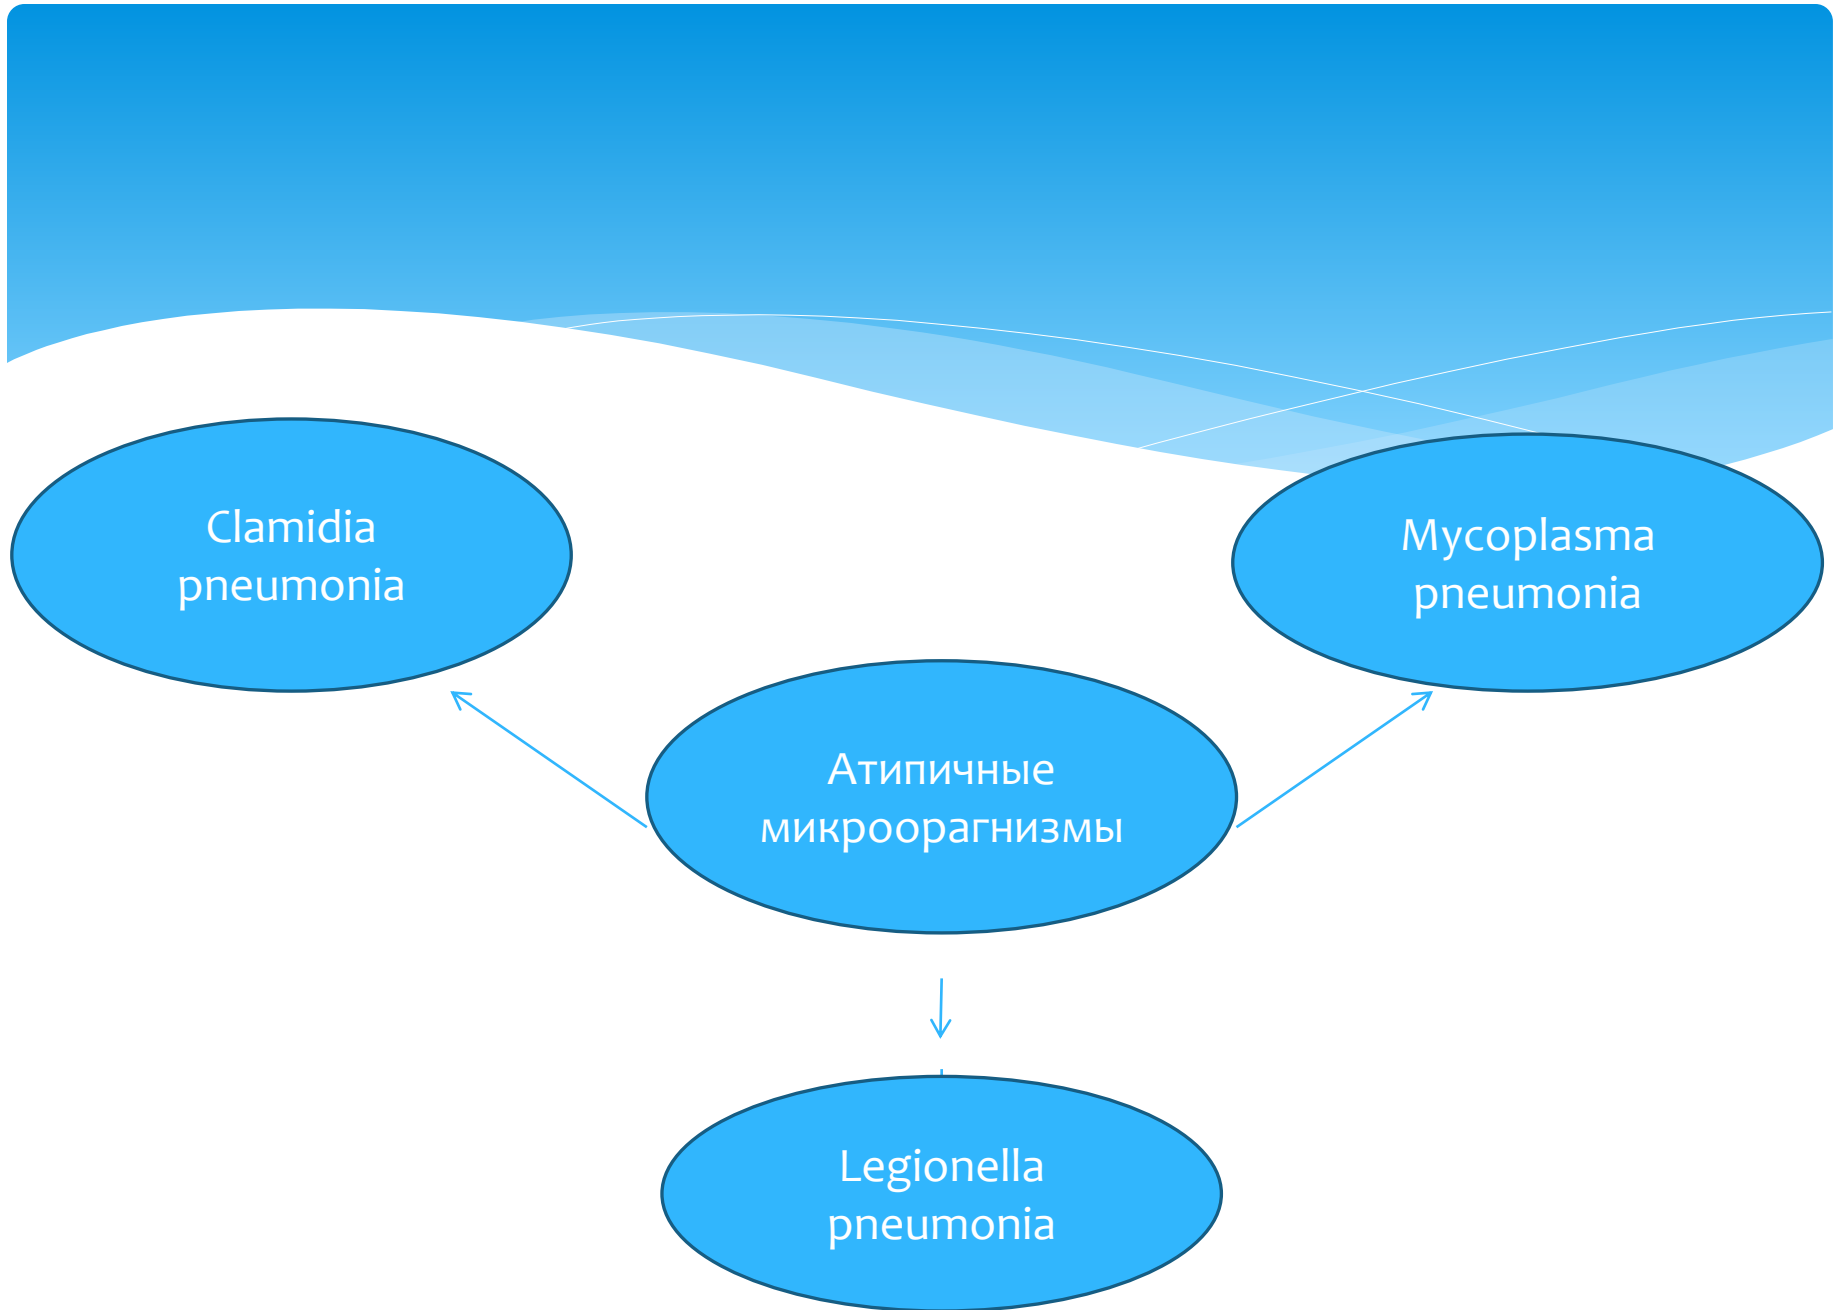 Clamidia
pneumonia
Mycoplasma
pneumonia
Атипичные
микроорагнизмы
Legionella
pneumonia